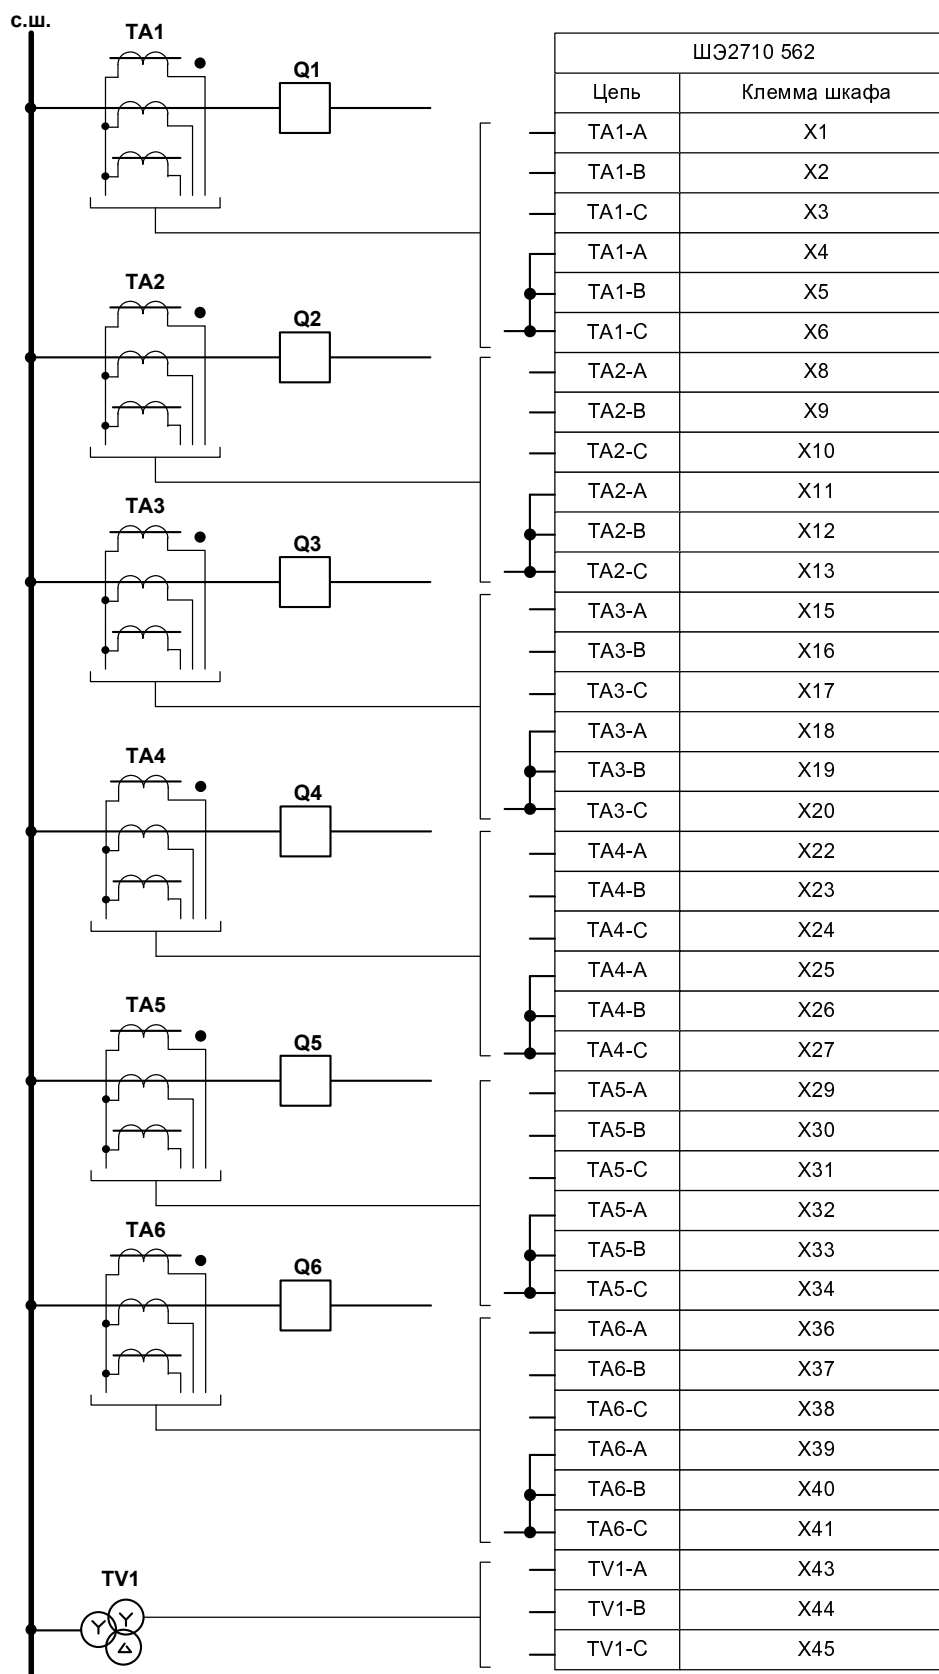 с.ш.
TA1
Q1
TA2
Q2
TA3
Q3
TA4
Q4
TA5
Q5
TA6
Q6
TV1
ШЭ2710 562
Цепь Клемма шкафа
TA1-A X1
TA1-B X2
TA1-C X3
TA1-A X4
TA1-B X5
TA1-C X6
TA2-A X8
TA2-B X9
TA2-C X10
TA2-A X11
TA2-B X12
TA2-C X13
TA3-A X15
TA3-B X16
TA3-C X17
TA3-A X18
TA3-B X19
TA3-C X20
TA4-A X22
TA4-B X23
TA4-C X24
TA4-A X25
TA4-B X26
TA4-C X27
TA5-A X29
TA5-B X30
TA5-C X31
TA5-A X32
TA5-B X33
TA5-C X34
TA6-A X36
TA6-B X37
TA6-C X38
TA6-A X39
TA6-B X40
TA6-C X41
TV1-A X43
TV1-B X44
TV1-C X45